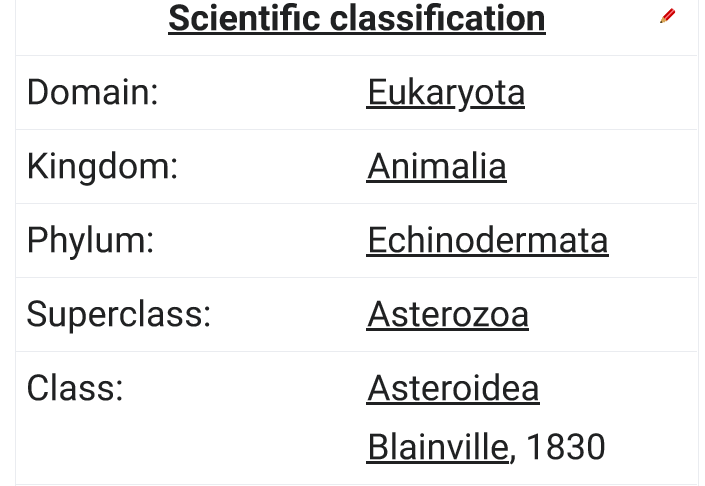 Scientific classification
Domain: Eukaryota
Kingdom: Animalia
Phylum: Echinodermata
Superclass: Asterozoa
Class: Asteroidea
Blainville, 1830